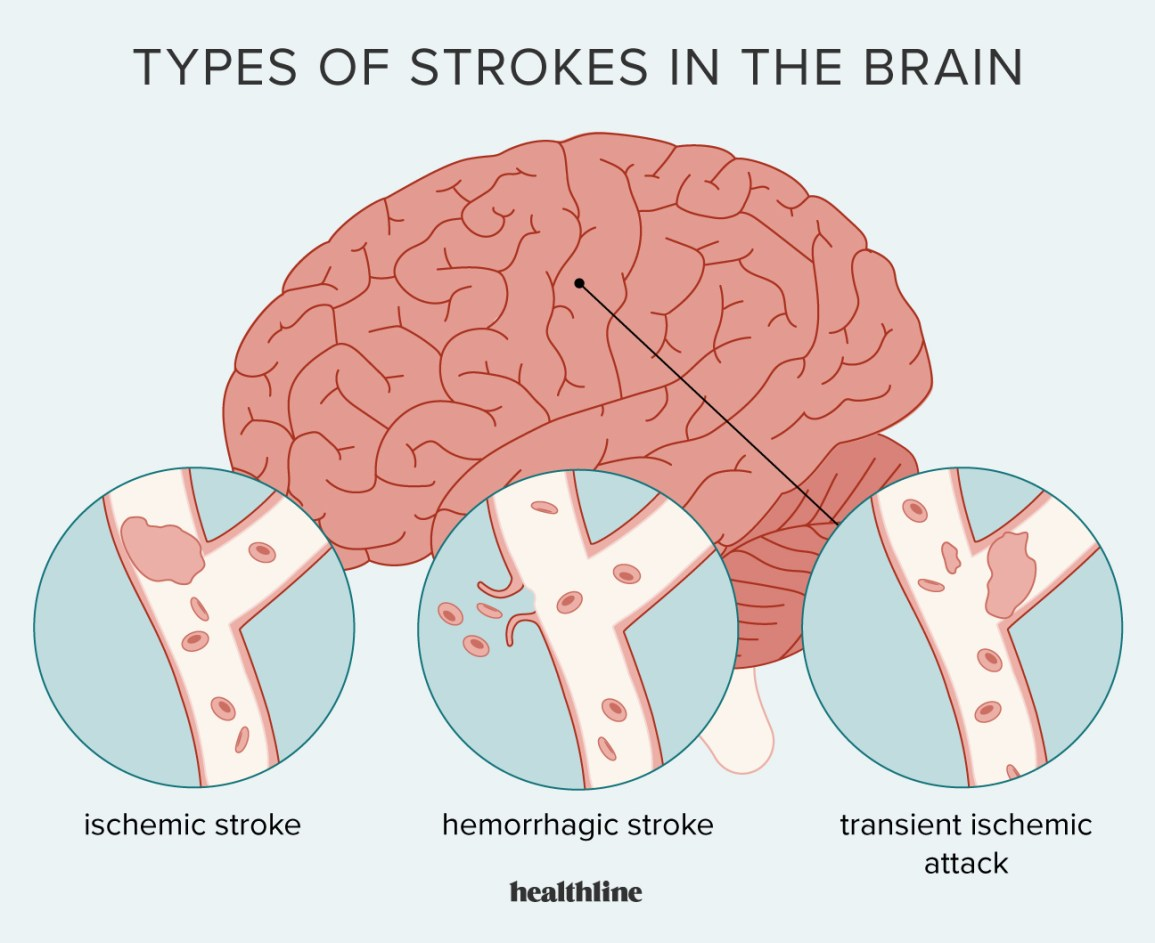 TYPES OF STROKES IN THE BRAIN
ischemic stroke
hemorrhagic stroke
transient ischemic
attack
healthline